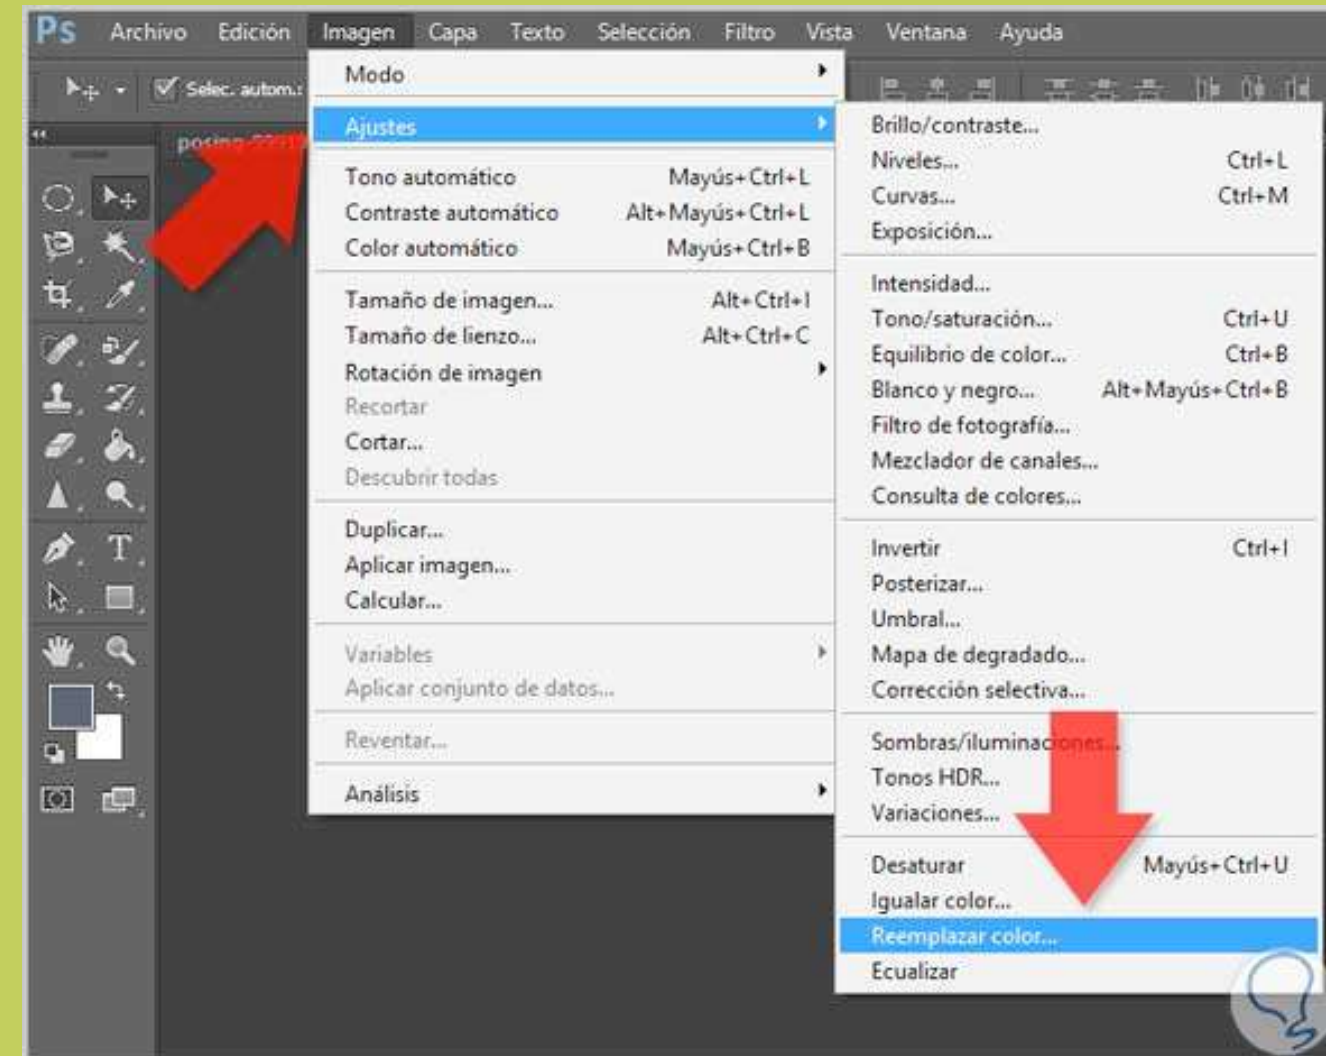 Ps Archivo Edición Imagen Capa Texto Selección Filtro Vista Ventana Ayuda
Selec. autom.:
Modo
Ajustes
Tono automático Mayús+Ctrl+L
Contraste automático Alt+Mayús+Ctrl+L
Color automático Mayús+Ctrl+B
Tamaño de imagen... Alt+Ctrl+I
Tamaño de lienzo... Alt+Ctrl+C
Rotación de imagen
Recortar
Cortar...
Descubrir todas
Duplicar...
Aplicar imagen...
Calcular...
Variables
Aplicar conjunto de datos...
Reventar...
Análisis
Brillo/contraste...
Niveles... Ctrl+L
Curvas... Ctrl+M
Exposición...
Intensidad...
Tono/saturación... Ctrl+U
Equilibrio de color... Ctrl+B
Blanco y negro... Alt+Mayús+Ctrl+B
Filtro de fotografía...
Mezclador de canales...
Consulta de colores...
Invertir Ctrl+I
Posterizar...
Umbral...
Mapa de degradado...
Corrección selectiva...
Sombras/iluminaciones...
Tonos HDR...
Variaciones...
Desaturar Mayús+Ctrl+U
Igualar color...
Reemplazar color...
Ecualizar